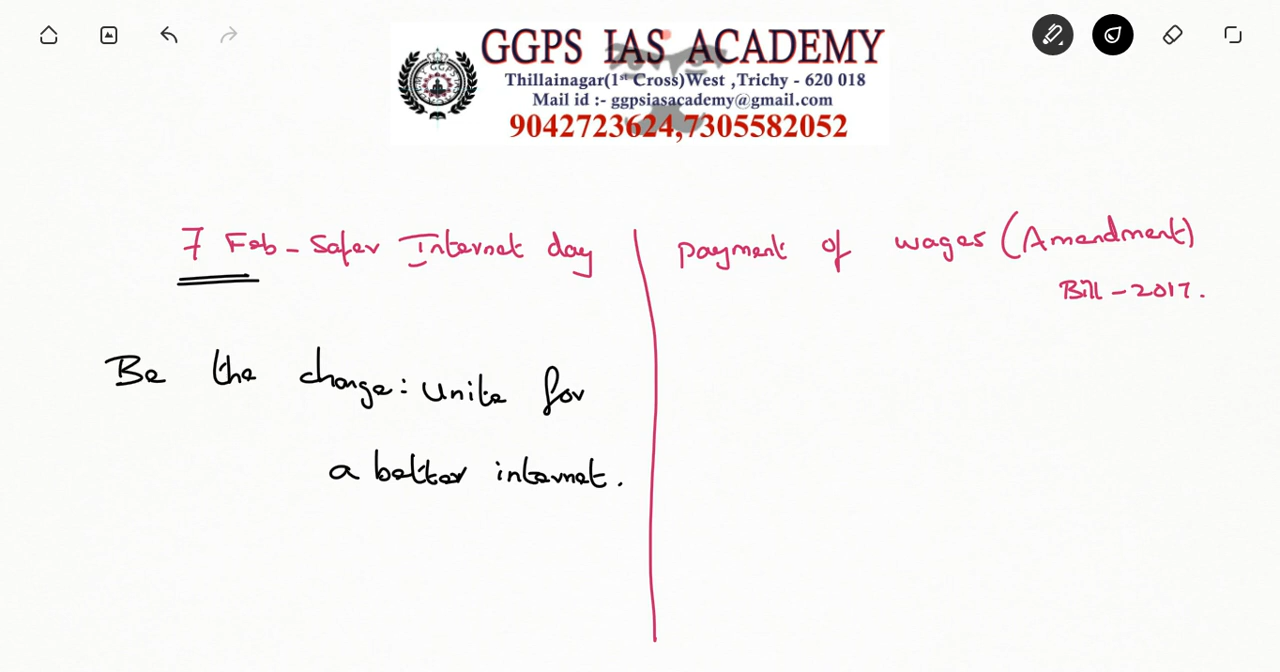 GGPS IAS ACADEMY
Thillainagar(1st Cross)West ,Trichy - 620 018
Mail id :- ggpsiasacademy@gmail.com
9042723624,7305582052
7 Feb - Safer Internet day
Be the change: Unite for
a better internet.
Payment of wages (Amendment)
Bill - 2017.